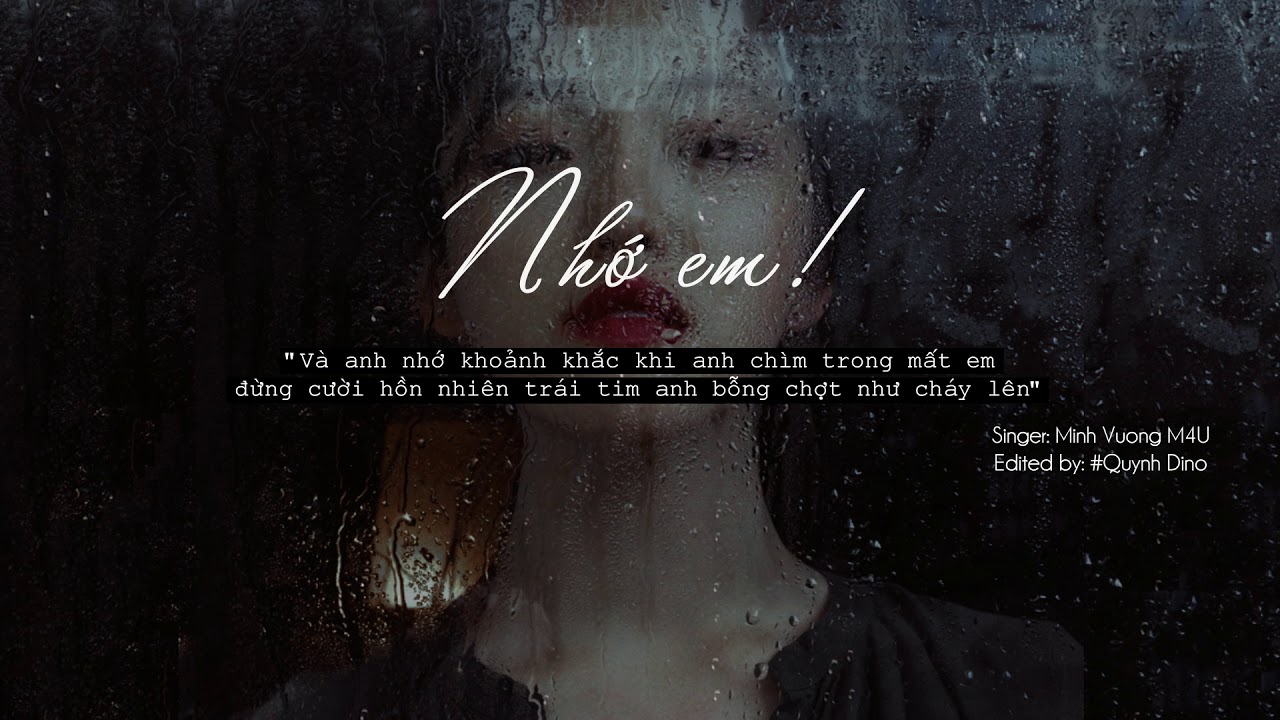 Nhớ em!
"Và anh nhớ khoảnh khắc khi anh chìm trong mất em
đừng cười hồn nhiên trái tim anh bỗng chợt như cháy lên"
Singer: Minh Vuong M4U
Edited by: #Quynh Dino